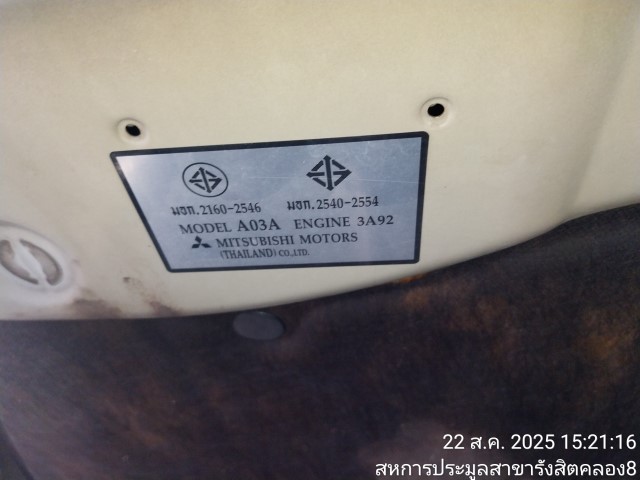 มอก.2160-2546 มอก.2540-2554
MODEL A03A ENGINE 3A92
MITSUBISHI MOTORS
(THAILAND) CO.,LTD.
22 ส.ค. 2025 15:21:16
สหการประมูลสาขารังสิตคลอง8